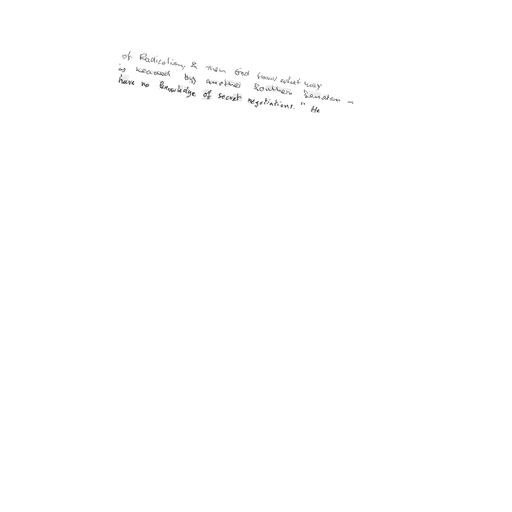 of Radicalism, & then God knows what may
is weaned by another Southern Senator -
have no knowledge of secret negotiations." He